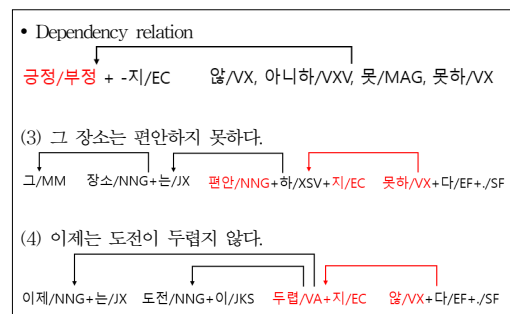 • Dependency relation
긍정/부정 + -지/EC 않/VX, 아니하/VXV, 못/MAG, 못하/VX
(3) 그 장소는 편안하지 못하다.
그/MM 장소/NNG+는/JX 편안/NNG+하/XSV+지/EC 못하/VX+다/EF+./SF
(4) 이제는 도전이 두렵지 않다.
이제/NNG+는/JX 도전/NNG+이/JKS 두렵/VA+지/EC 않/VX+다/EF+./SF